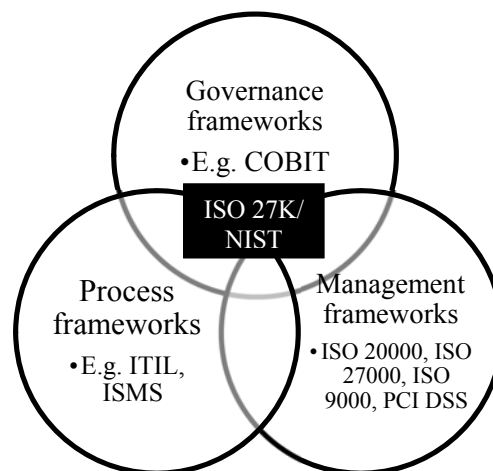 Governance
frameworks
•E.g. COBIT
ISO 27K/
NIST
Process
frameworks
•E.g. ITIL,
ISMS
Management
frameworks
•ISO 20000, ISO
27000, ISO
9000, PCI DSS